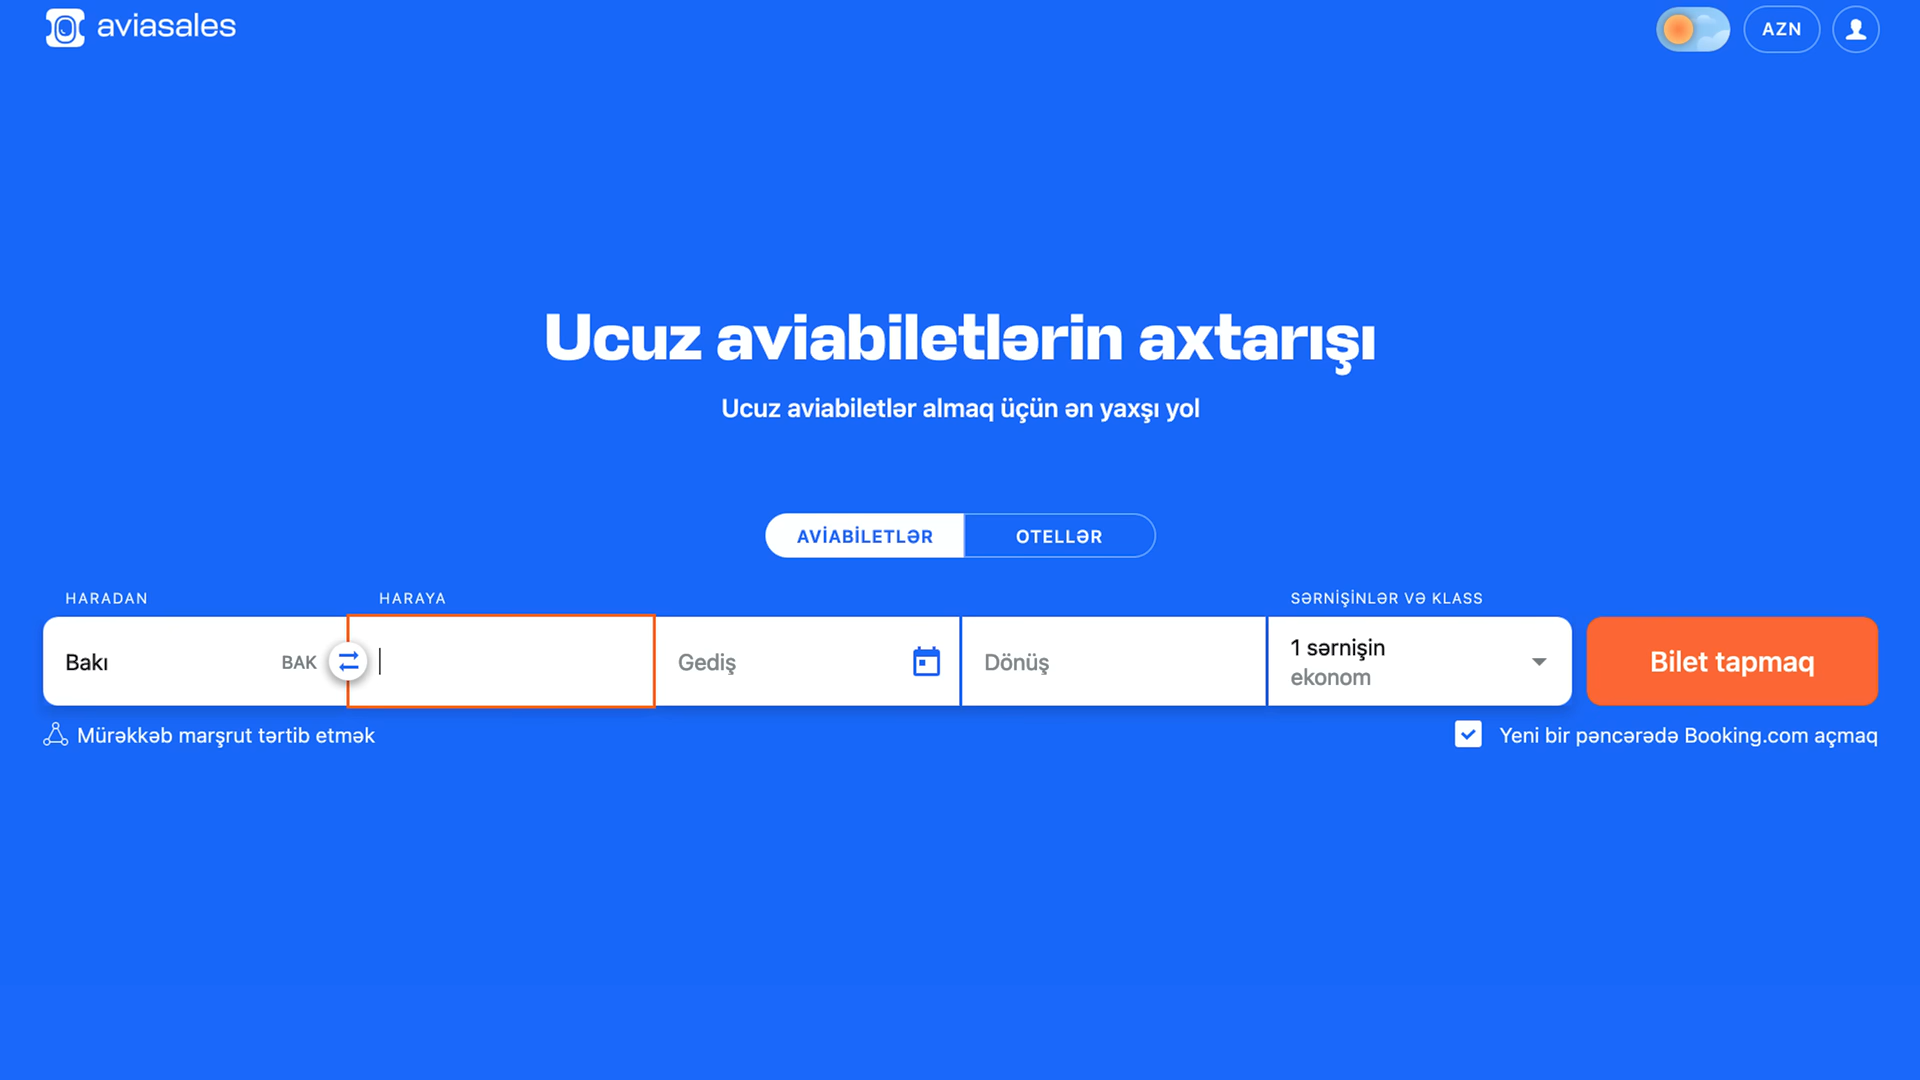 aviasales
AZN
Ucuz aviabiletlərin axtarışı
Ucuz aviabiletlər almaq üçün ən yaxşı yol
AVİABİLETLƏR
OTELLƏR
HARADAN
HARAYA
SƏRNİŞİNLƏR VƏ KLASS
Bakı
BAK
Gediş
Dönüş
1 sərnişin
ekonom
Bilet tapmaq
Mürəkkəb marşrut tərtib etmək
Yeni bir pəncərədə Booking.com açmaq